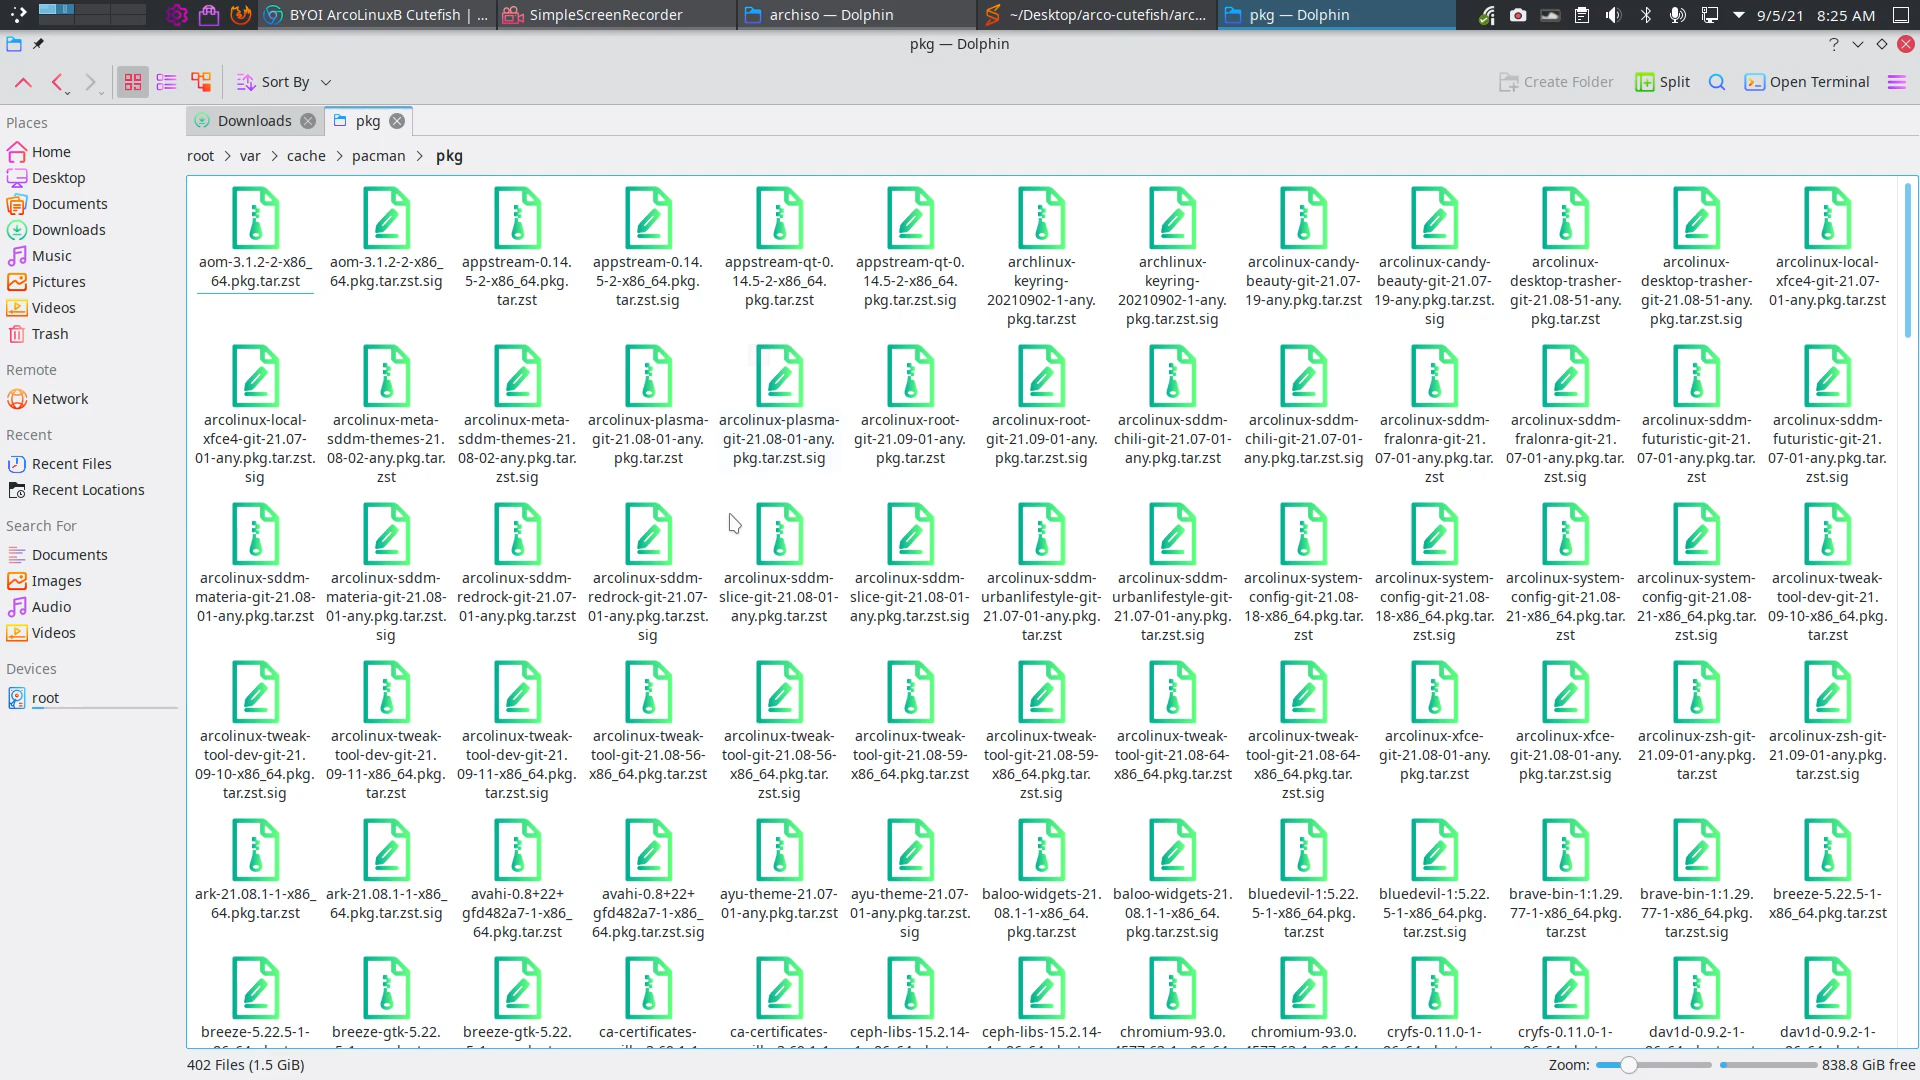 BYOI ArcoLinuxB Cutefish | ...
SimpleScreenRecorder
archiso — Dolphin
~/Desktop/arco-cutefish/arc...
pkg — Dolphin
9/5/21
8:25 AM
pkg — Dolphin
Sort By
Create Folder
Split
Open Terminal
Places
Home
Desktop
Documents
Downloads
Music
Pictures
Videos
Trash
Remote
Network
Recent
Recent Files
Recent Locations
Search For
Documents
Images
Audio
Videos
Devices
root
Downloads
pkg
root > var > cache > pacman > pkg
aom-3.1.2-2-x86_
64.pkg.tar.zst
aom-3.1.2-2-x86_
64.pkg.tar.zst.sig
appstream-0.14.
5-2-x86_64.pkg.
tar.zst
appstream-0.14.
5-2-x86_64.pkg.
tar.zst.sig
appstream-qt-0.
14.5-2-x86_64.
pkg.tar.zst
appstream-qt-0.
14.5-2-x86_64.
pkg.tar.zst.sig
archlinux-
keyring-
20210902-1-any.
pkg.tar.zst
archlinux-
keyring-
20210902-1-any.
pkg.tar.zst.sig
arcolinux-candy-
beauty-git-21.07-
19-any.pkg.tar.zst
arcolinux-candy-
beauty-git-21.07-
19-any.pkg.tar.zst.
sig
arcolinux-
desktop-trasher-
git-21.08-51-any.
pkg.tar.zst
arcolinux-
desktop-trasher-
git-21.08-51-any.
pkg.tar.zst.sig
arcolinux-local-
xfce4-git-21.07-
01-any.pkg.tar.zst
arcolinux-local-
xfce4-git-21.07-
01-any.pkg.tar.zst.
sig
arcolinux-meta-
sddm-themes-21.
08-02-any.pkg.tar.
zst
arcolinux-meta-
sddm-themes-21.
08-02-any.pkg.tar.
zst.sig
arcolinux-plasma-
git-21.08-01-any.
pkg.tar.zst
arcolinux-plasma-
git-21.08-01-any.
pkg.tar.zst.sig
arcolinux-root-
git-21.09-01-any.
pkg.tar.zst
arcolinux-root-
git-21.09-01-any.
pkg.tar.zst.sig
arcolinux-sddm-
chili-git-21.07-01-
any.pkg.tar.zst
arcolinux-sddm-
chili-git-21.07-01-
any.pkg.tar.zst.sig
arcolinux-sddm-
fralonra-git-21.
07-01-any.pkg.tar.
zst
arcolinux-sddm-
fralonra-git-21.
07-01-any.pkg.tar.
zst.sig
arcolinux-sddm-
futuristic-git-21.
07-01-any.pkg.tar.
zst
arcolinux-sddm-
futuristic-git-21.
07-01-any.pkg.tar.
zst.sig
arcolinux-sddm-
materia-git-21.08-
01-any.pkg.tar.zst
arcolinux-sddm-
materia-git-21.08-
01-any.pkg.tar.zst.
sig
arcolinux-sddm-
redrock-git-21.07-
01-any.pkg.tar.zst
arcolinux-sddm-
redrock-git-21.07-
01-any.pkg.tar.zst.
sig
arcolinux-sddm-
slice-git-21.08-01-
any.pkg.tar.zst
arcolinux-sddm-
slice-git-21.08-01-
any.pkg.tar.zst.sig
arcolinux-sddm-
urbanlifestyle-git-
21.07-01-any.pkg.
tar.zst
arcolinux-sddm-
urbanlifestyle-git-
21.07-01-any.pkg.
tar.zst.sig
arcolinux-system-
config-git-21.08-
18-x86_64.pkg.tar.
zst
arcolinux-system-
config-git-21.08-
18-x86_64.pkg.tar.
zst.sig
arcolinux-system-
config-git-21.08-
21-x86_64.pkg.tar.
zst
arcolinux-system-
config-git-21.08-
21-x86_64.pkg.tar.
zst.sig
arcolinux-tweak-
tool-dev-git-21.
09-10-x86_64.pkg.
tar.zst
arcolinux-tweak-
tool-dev-git-21.
09-10-x86_64.pkg.
tar.zst.sig
arcolinux-tweak-
tool-dev-git-21.
09-11-x86_64.pkg.
tar.zst
arcolinux-tweak-
tool-dev-git-21.
09-11-x86_64.pkg.
tar.zst.sig
arcolinux-tweak-
tool-git-21.08-56-
x86_64.pkg.tar.zst
arcolinux-tweak-
tool-git-21.08-56-
x86_64.pkg.tar.
zst.sig
arcolinux-tweak-
tool-git-21.08-59-
x86_64.pkg.tar.zst
arcolinux-tweak-
tool-git-21.08-59-
x86_64.pkg.tar.
zst.sig
arcolinux-tweak-
tool-git-21.08-64-
x86_64.pkg.tar.zst
arcolinux-tweak-
tool-git-21.08-64-
x86_64.pkg.tar.
zst.sig
arcolinux-xfce-
git-21.08-01-any.
pkg.tar.zst
arcolinux-xfce-
git-21.08-01-any.
pkg.tar.zst.sig
arcolinux-zsh-git-
21.09-01-any.pkg.
tar.zst
arcolinux-zsh-git-
21.09-01-any.pkg.
tar.zst.sig
ark-21.08.1-1-x86_
64.pkg.tar.zst
ark-21.08.1-1-x86_
64.pkg.tar.zst.sig
avahi-0.8+22+
gfd482a7-1-x86_
64.pkg.tar.zst
avahi-0.8+22+
gfd482a7-1-x86_
64.pkg.tar.zst.sig
ayu-theme-21.07-
01-any.pkg.tar.zst
ayu-theme-21.07-
01-any.pkg.tar.zst.
sig
baloo-widgets-21.
08.1-1-x86_64.
pkg.tar.zst
baloo-widgets-21.
08.1-1-x86_64.
pkg.tar.zst.sig
bluedevil-1:5.22.
5-1-x86_64.pkg.
tar.zst
bluedevil-1:5.22.
5-1-x86_64.pkg.
tar.zst.sig
brave-bin-1:1.29.
77-1-x86_64.pkg.
tar.zst
brave-bin-1:1.29.
77-1-x86_64.pkg.
tar.zst.sig
breeze-5.22.5-1-
x86_64.pkg.tar.zst
breeze-5.22.5-1-
breeze-gtk-5.22.
breeze-gtk-5.22.
ca-certificates-
ca-certificates-
ceph-libs-15.2.14-
ceph-libs-15.2.14-
chromium-93.0.
chromium-93.0.
cryfs-0.11.0-1-
cryfs-0.11.0-1-
dav1d-0.9.2-1-
dav1d-0.9.2-1-
402 Files (1.5 GiB)
Zoom:
838.8 GiB free